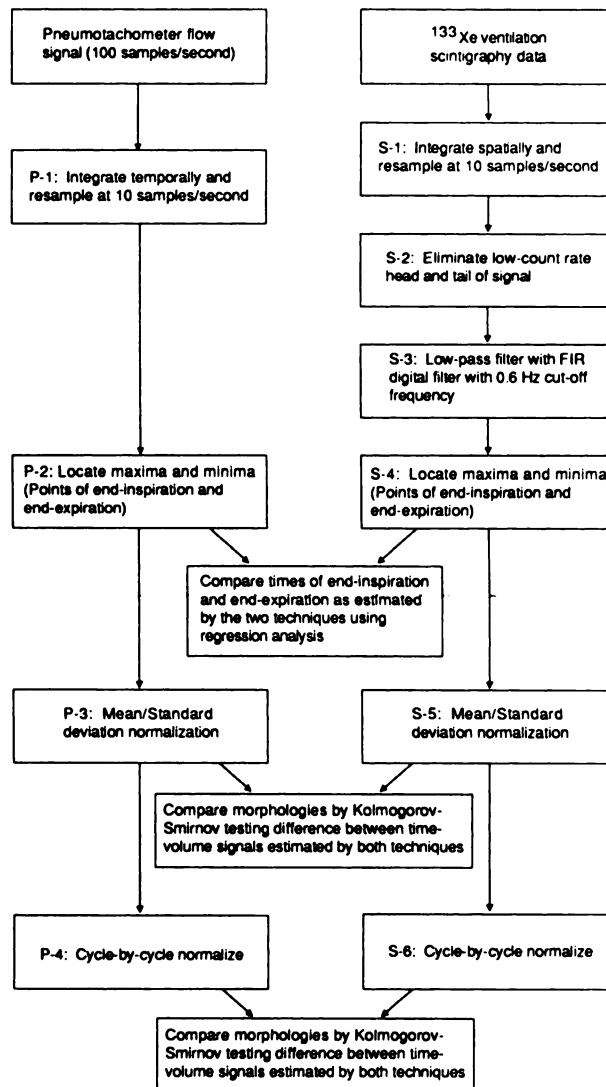 Pneumotachometer flow
signal (100 samples/second)
133Xe ventilation
scintigraphy data
P-1: Integrate temporally and
resample at 10 samples/second
S-1: Integrate spatially and
resample at 10 samples/second
S-2: Eliminate low-count rate
head and tail of signal
S-3: Low-pass filter with FIR
digital filter with 0.6 Hz cut-off
frequency
P-2: Locate maxima and minima
(Points of end-inspiration and
end-expiration)
S-4: Locate maxima and minima
(Points of end-inspiration and
end-expiration)
Compare times of end-inspiration
and end-expiration as estimated
by the two techniques using
regression analysis
P-3: Mean/Standard
deviation normalization
S-5: Mean/Standard
deviation normalization
Compare morphologies by Kolmogorov-
Smirnov testing difference between time-
volume signals estimated by both techniques
P-4: Cycle-by-cycle normalize
S-6: Cycle-by-cycle normalize
Compare morphologies by Kolmogorov-
Smirnov testing difference between time-
volume signals estimated by both techniques